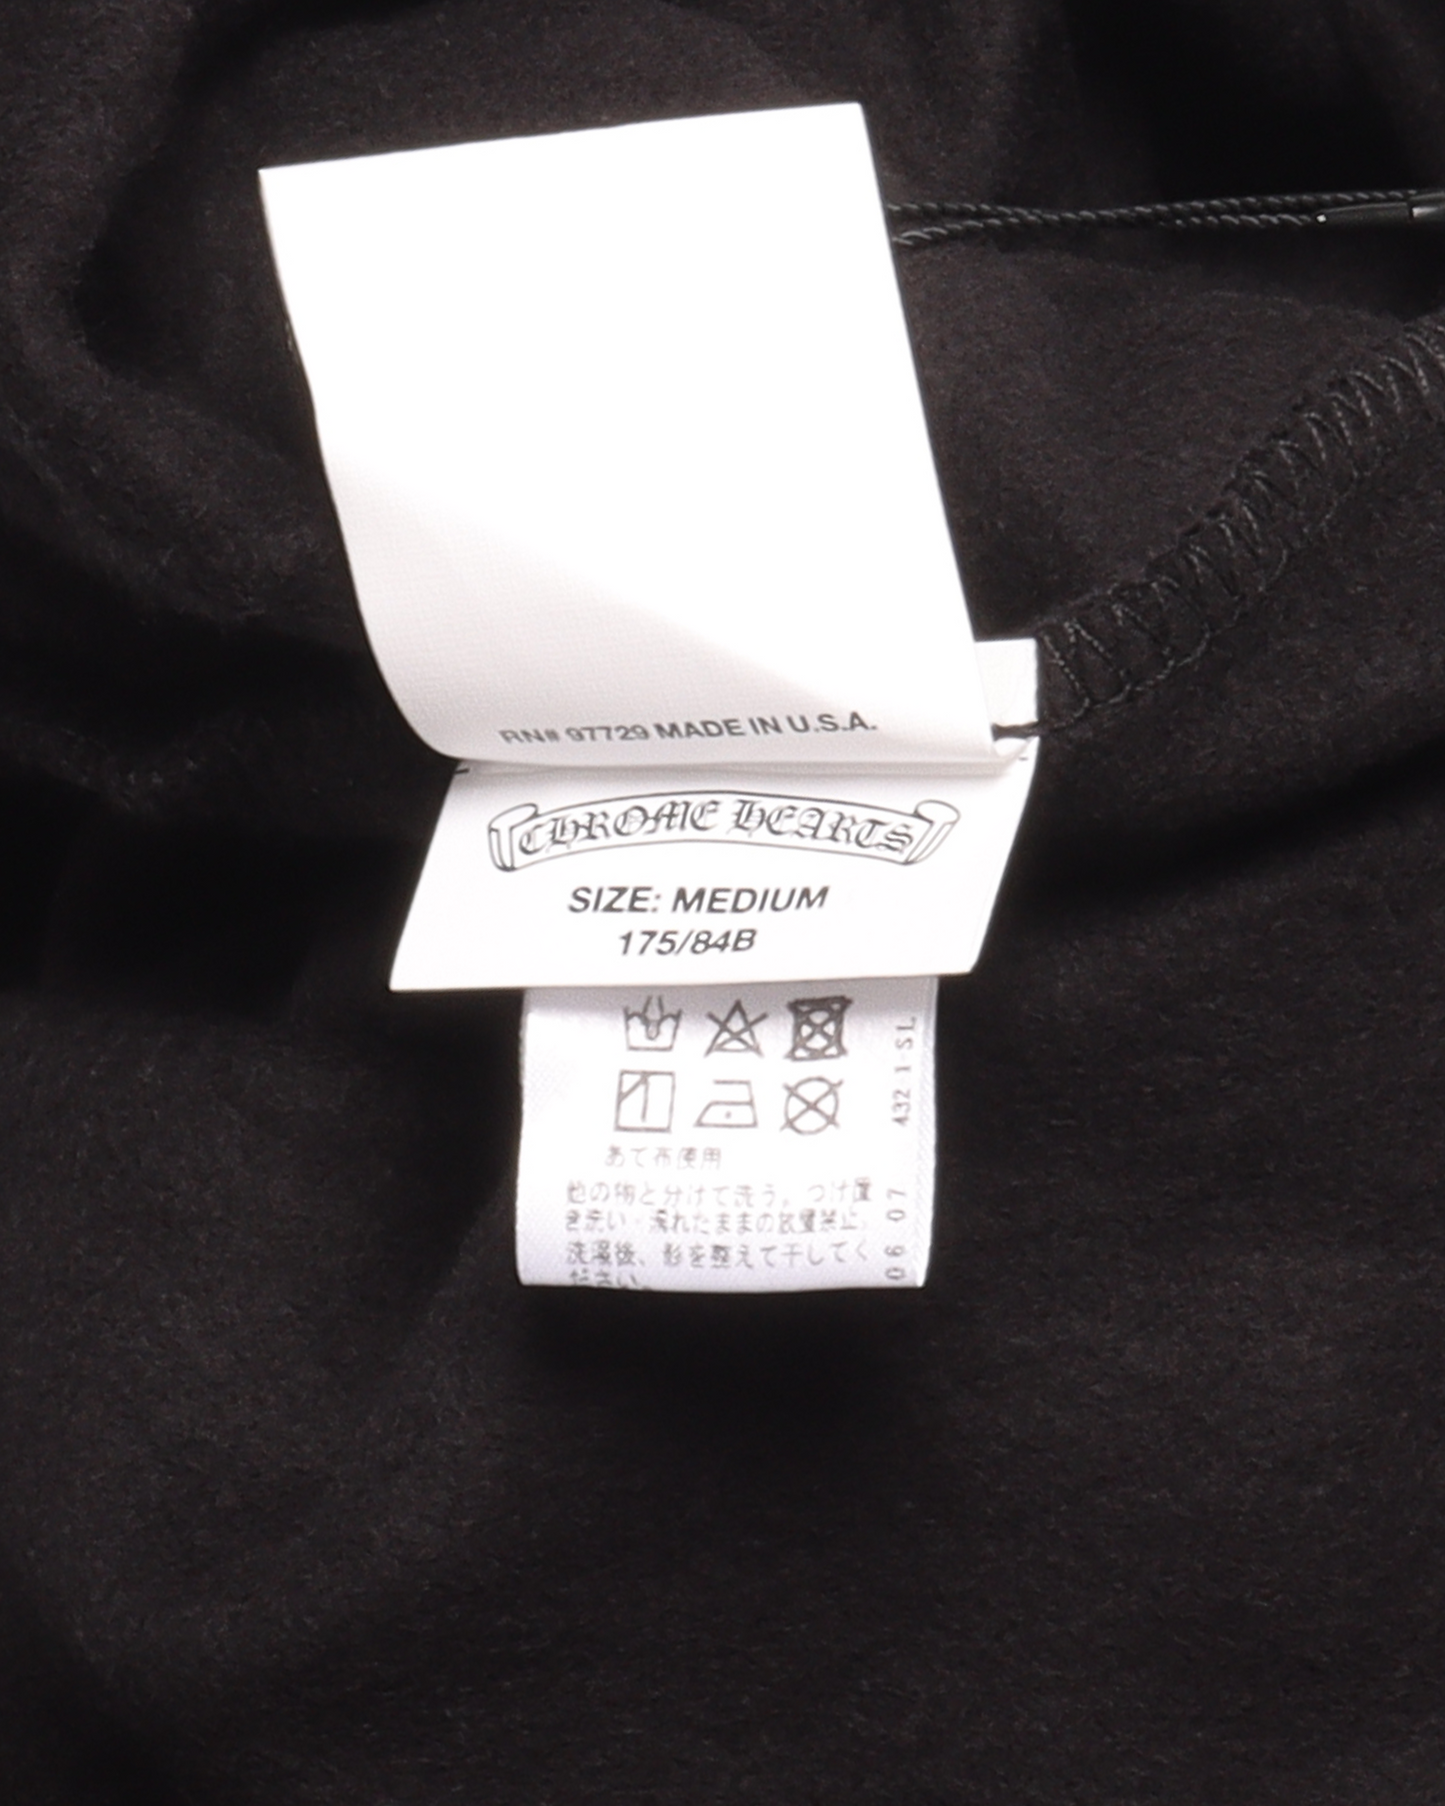 RN# 97729 MADE IN U.S.A.
CHROME HEARTS
SIZE: MEDIUM
175/84B
あて布使用
他の物と分けて洗う。つけ置
き洗い・濡れたままの放置禁止。
洗濯後、形を整えて干してく
ださい。
432 1 SL
06 07